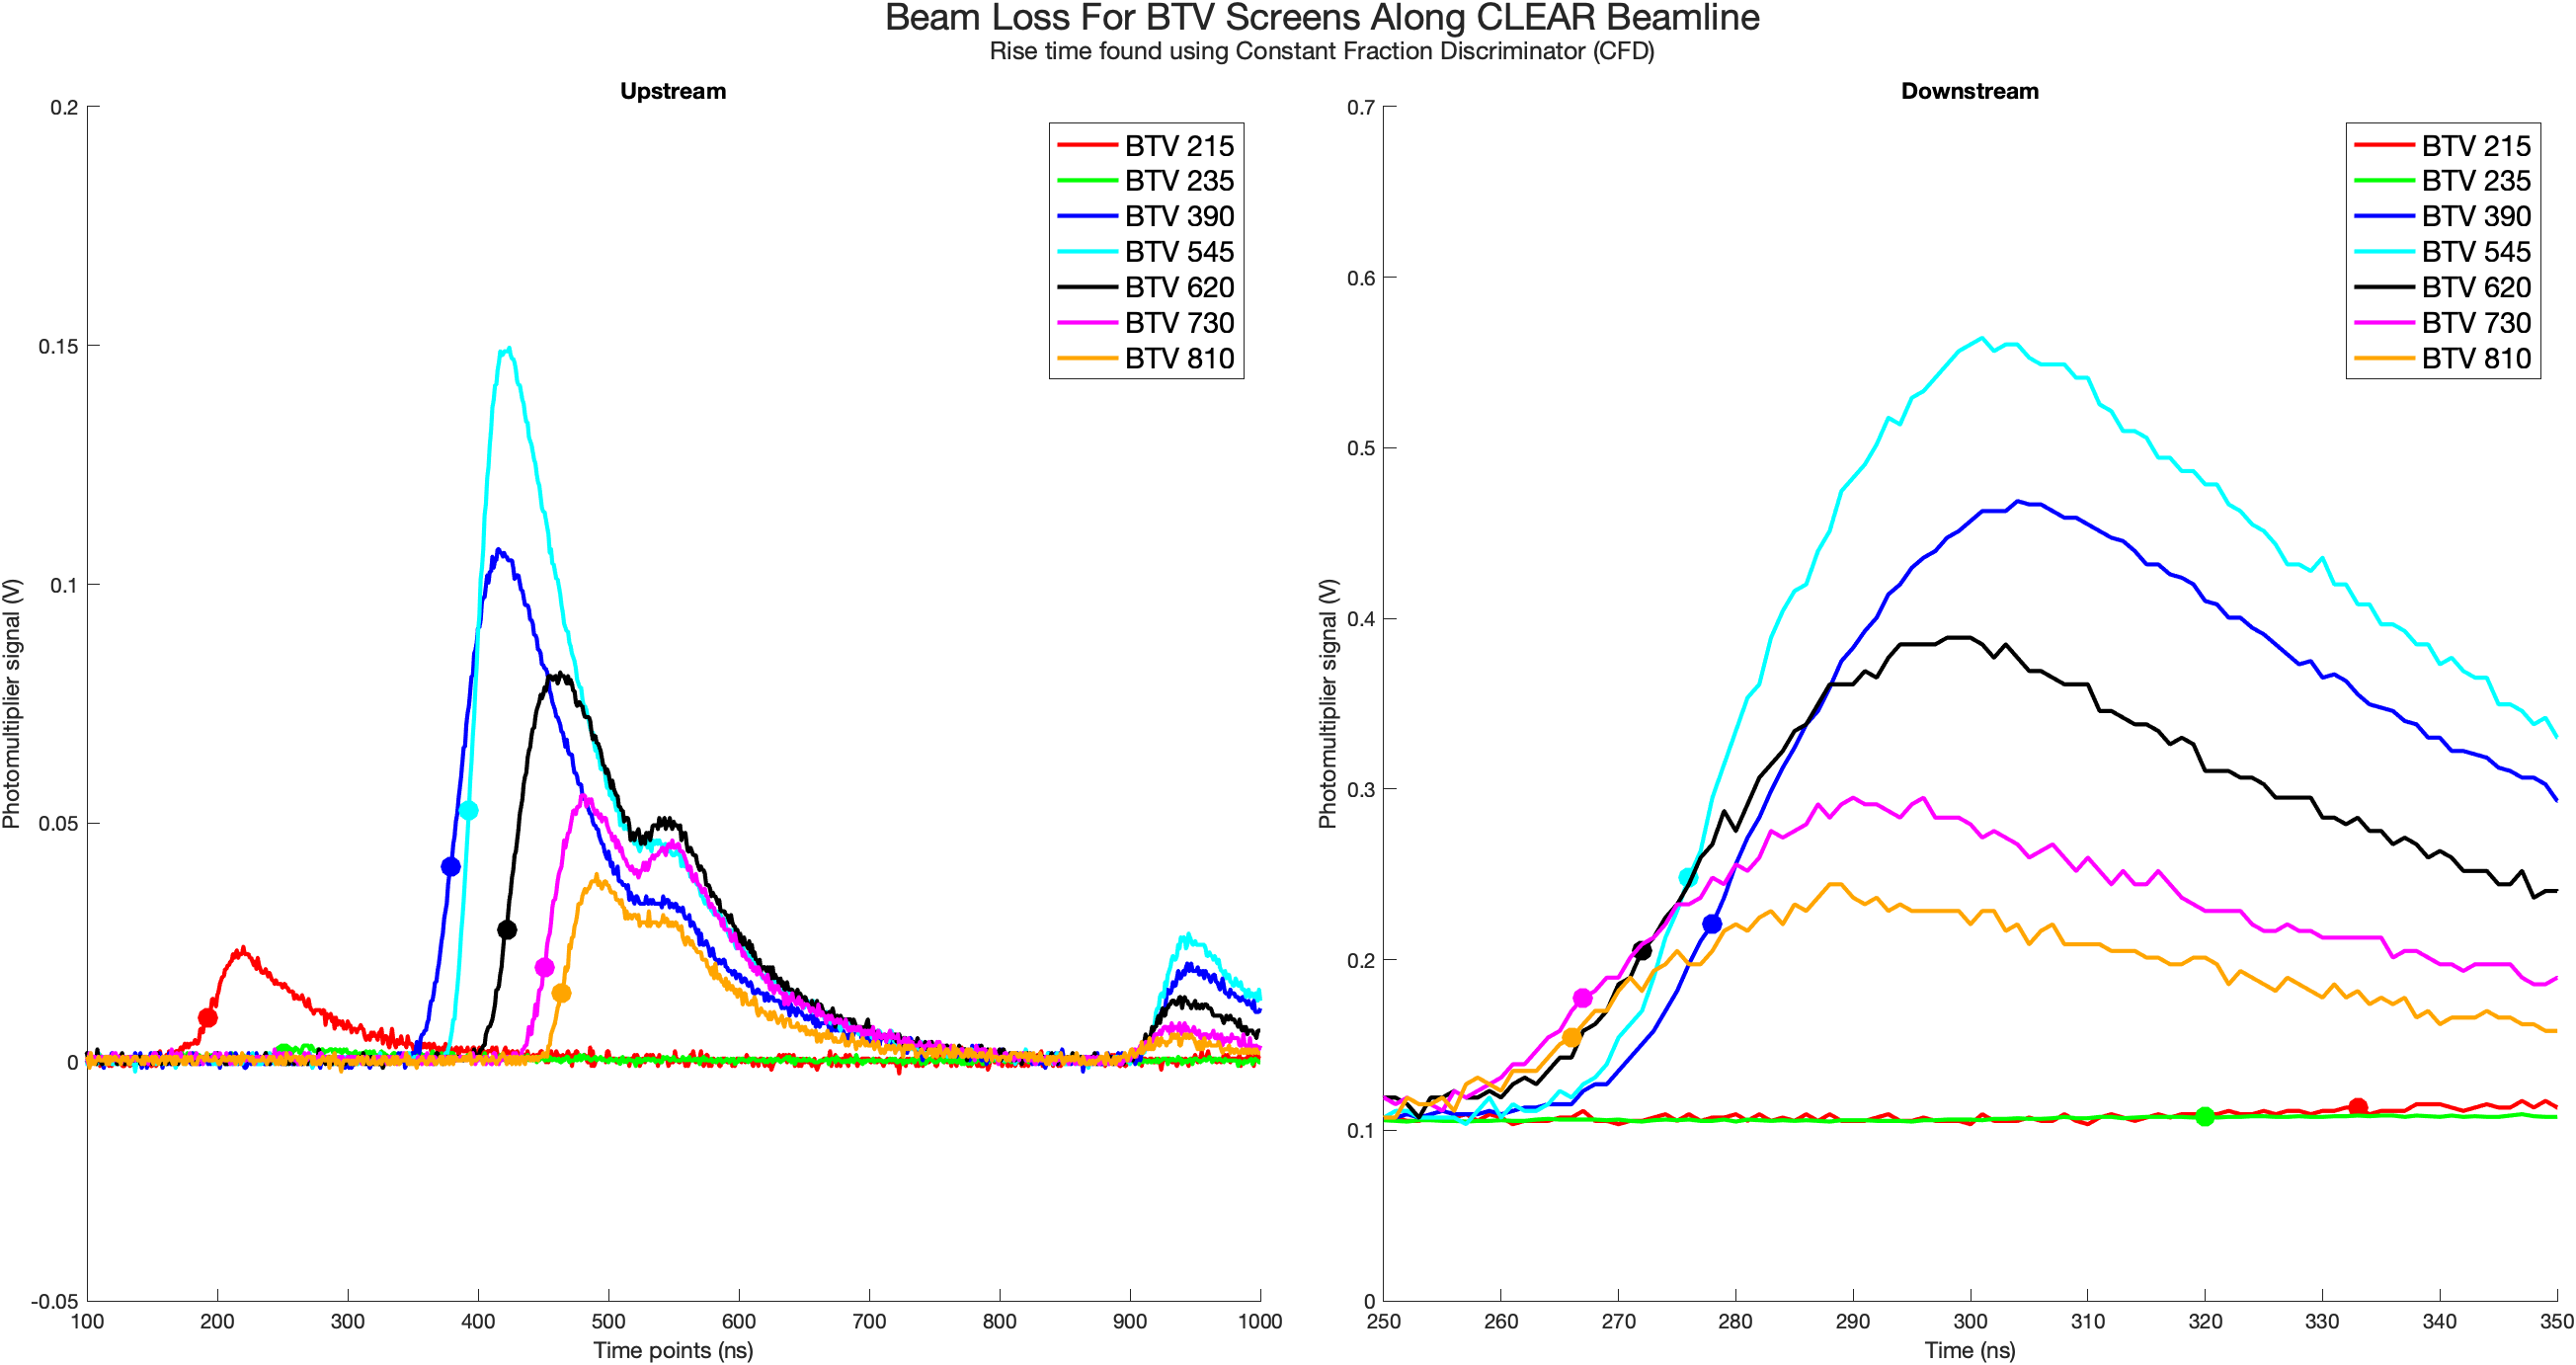 Beam Loss For BTV Screens Along CLEAR Beamline
Rise time found using Constant Fraction Discriminator (CFD)
Upstream
0.2
0.15
0.1
0.05
0
-0.05
Photomultiplier signal (V)
100 200 300 400 500 600 700 800 900 1000
Time points (ns)
BTV 215
BTV 235
BTV 390
BTV 545
BTV 620
BTV 730
BTV 810
Downstream
0.7
0.6
0.5
0.4
0.3
0.2
0.1
0
Photomultiplier signal (V)
250 260 270 280 290 300 310 320 330 340 350
Time (ns)
BTV 215
BTV 235
BTV 390
BTV 545
BTV 620
BTV 730
BTV 810